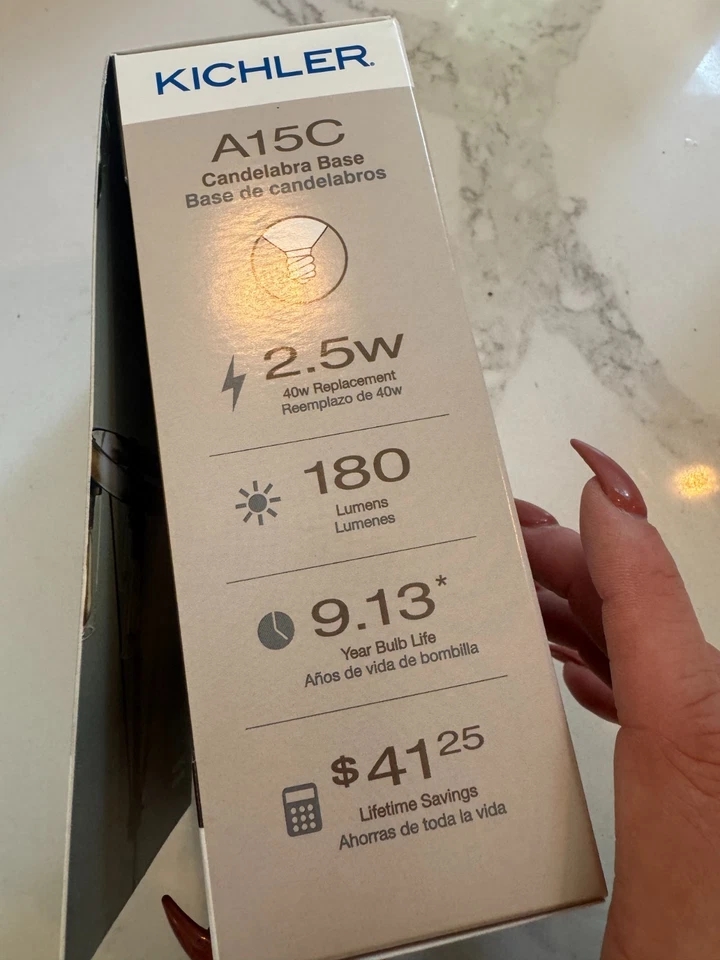 KICHLER.
A15C
Candelabra Base
Base de candelabros
2.5w
40w Replacement
Reemplazo de 40w
180
Lumens
Lumenes
9.13*
Year Bulb Life
Años de vida de bombilla
$41 25
Lifetime Savings
Ahorras de toda la vida